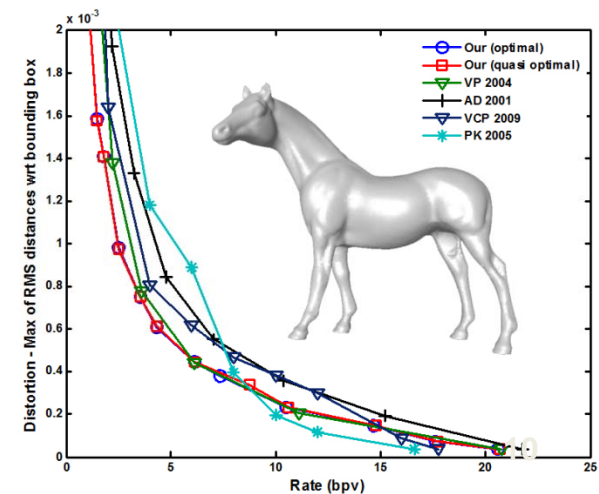 x 10⁻³
2
1.8
1.6
1.4
1.2
1
0.8
0.6
0.4
0.2
0
0
5
10
15
20
25
Distortion - Max of RMS distances wrt bounding box
Rate (bpv)
Our (optimal)
Our (quasi optimal)
VP 2004
AD 2001
VCP 2009
PK 2005
10